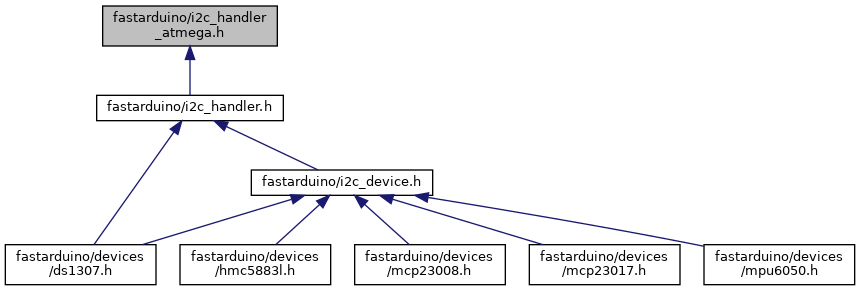 fastarduino/i2c_handler
_atmega.h
fastarduino/i2c_handler.h
fastarduino/i2c_device.h
fastarduino/devices
/ds1307.h
fastarduino/devices
/hmc5883l.h
fastarduino/devices
/mcp23008.h
fastarduino/devices
/mcp23017.h
fastarduino/devices
/mpu6050.h